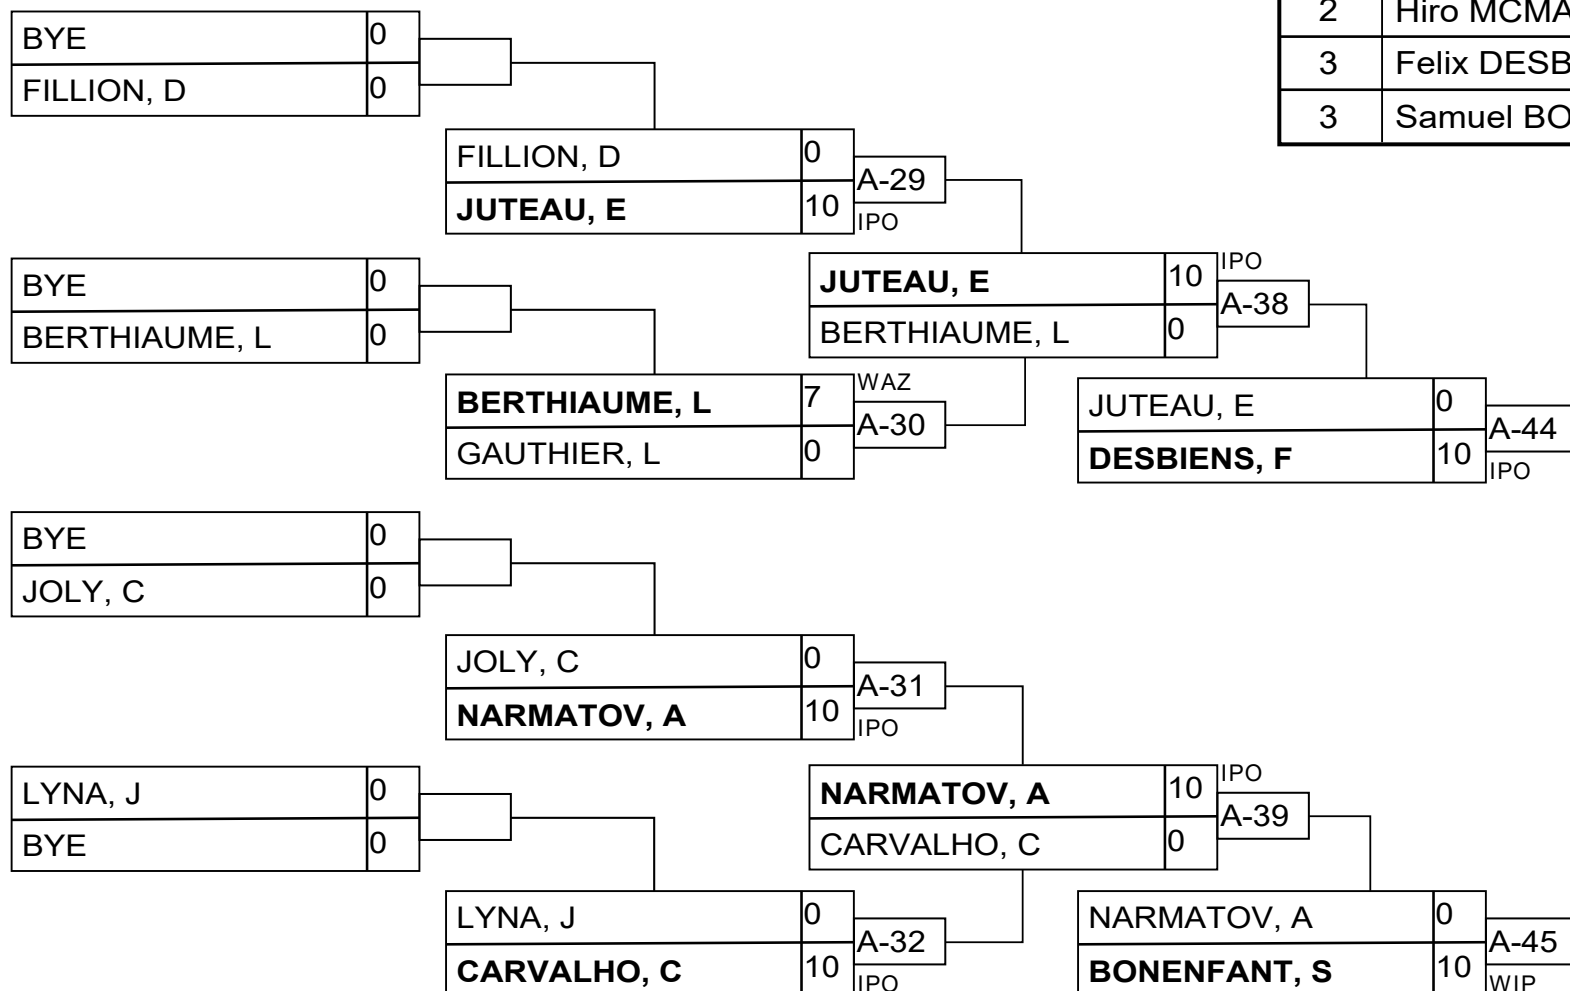 2 Hiro MCMA
3 Felix DESB
3 Samuel BO
BYE 0
FILLION, D 0
FILLION, D 0
JUTEAU, E 10
A-29
IPO
BYE 0
BERTHIAUME, L 0
JUTEAU, E 10
BERTHIAUME, L 0
IPO
A-38
BERTHIAUME, L 7
GAUTHIER, L 0
WAZ
A-30
JUTEAU, E 0
DESBIENS, F 10
A-44
IPO
BYE 0
JOLY, C 0
JOLY, C 0
NARMATOV, A 10
A-31
IPO
LYNA, J 0
BYE 0
NARMATOV, A 10
CARVALHO, C 0
IPO
A-39
LYNA, J 0
CARVALHO, C 10
A-32
IPO
NARMATOV, A 0
BONENFANT, S 10
A-45
WIP